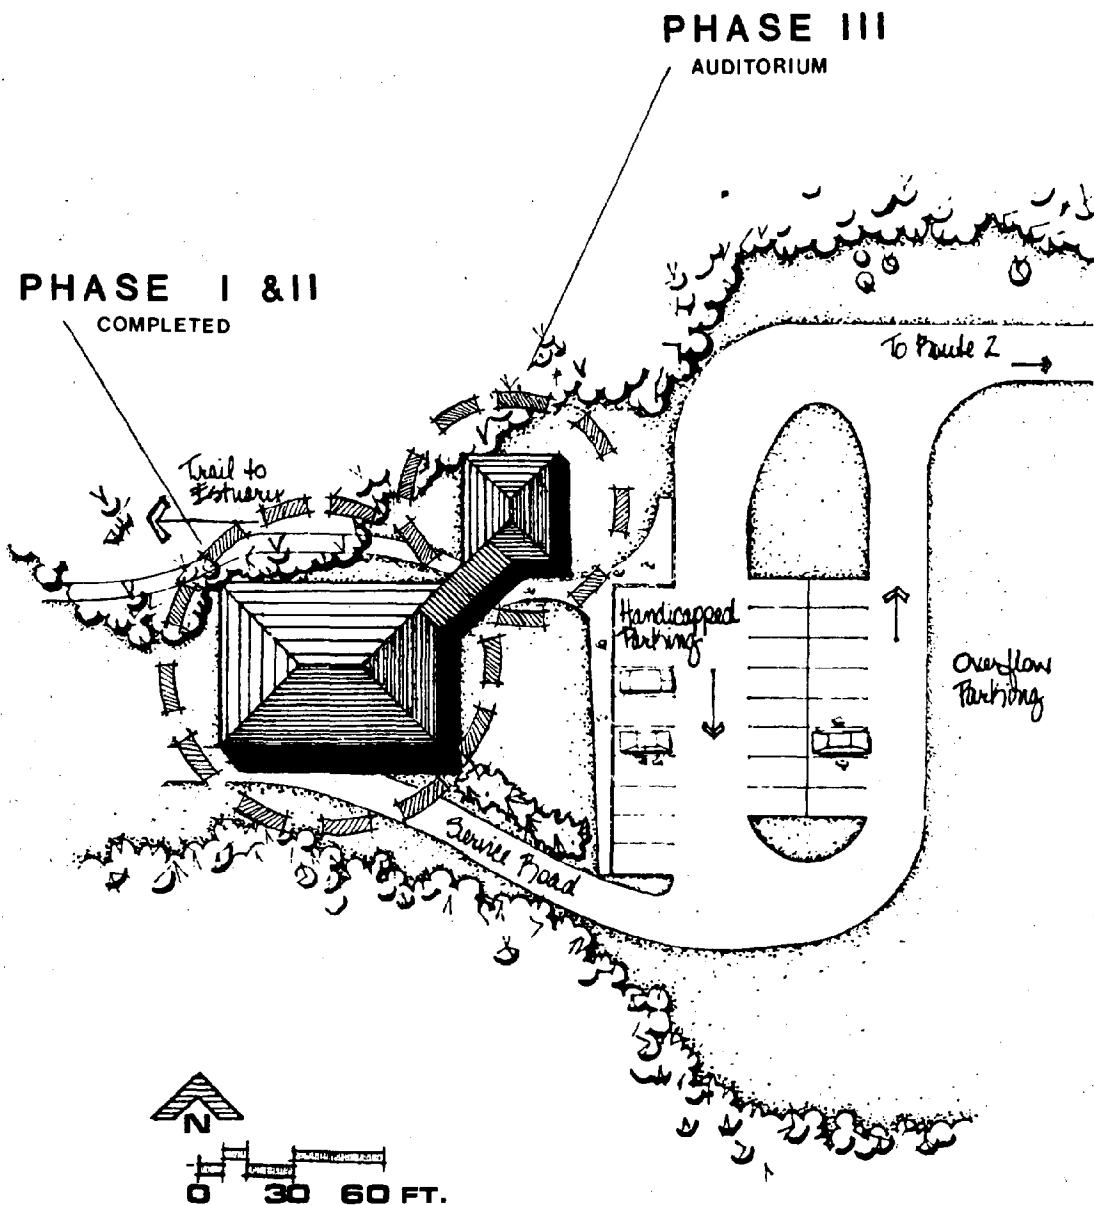 PHASE III
AUDITORIUM
PHASE I & II
COMPLETED
To Route 2
Trail to
Estuary
Handicapped
Parking
Overflow
Parking
Service Road
N
0 30 60 FT.